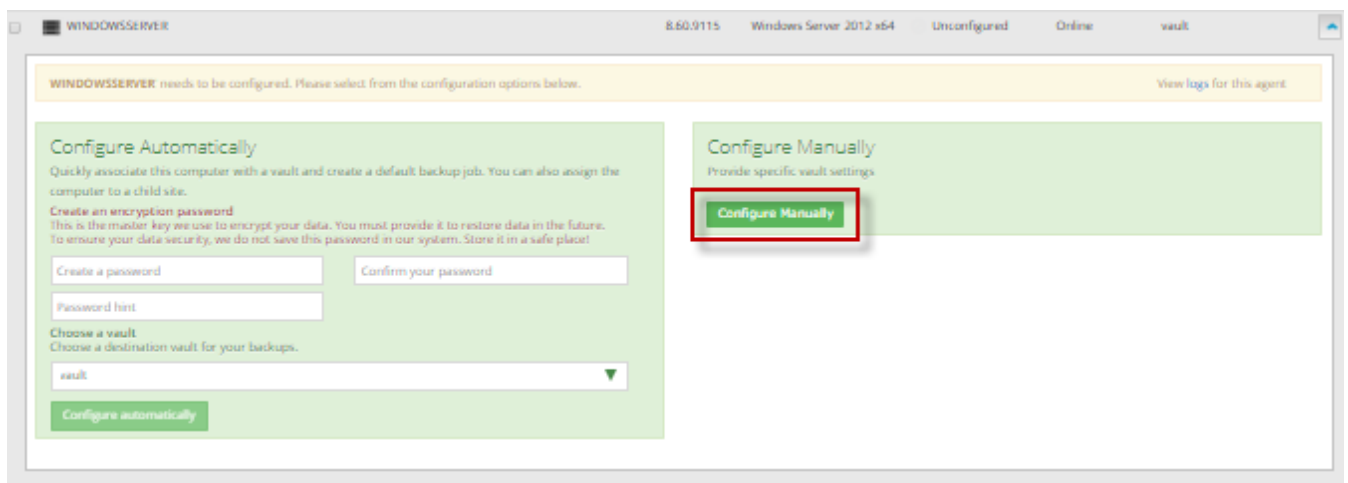 WINDOWSSERVER 8.60.9115 Windows Server 2012 x64 Unconfigured Online vault
WINDOWSSERVER needs to be configured. Please select from the configuration options below. View logs for this agent
Configure Automatically
Quickly associate this computer with a vault and create a default backup job. You can also assign the
computer to a child site.
Create an encryption password
This is the master key we use to encrypt your data. You must provide it to restore data in the future.
To ensure your data security, we do not save this password in our system. Store it in a safe place!
Create a password Confirm your password
Password hint
Choose a vault
Choose a destination vault for your backups.
vault
Configure automatically
Configure Manually
Provide specific vault settings
Configure Manually